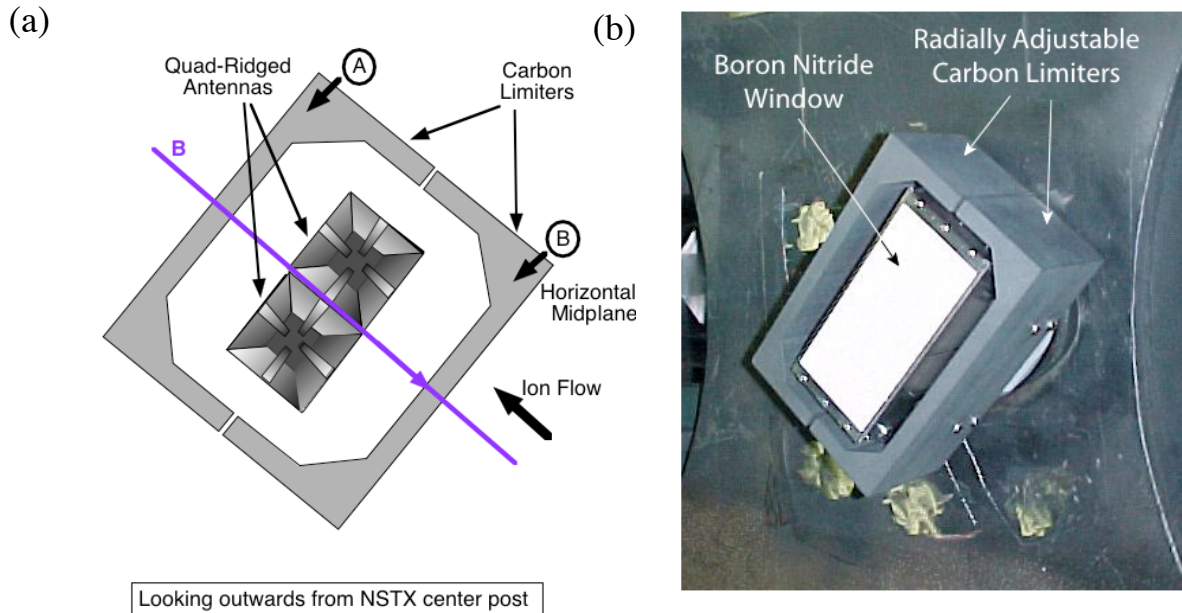 (a)
Quad-Ridged
Antennas
A
Carbon
Limiters
B
B
Horizontal
Midplane
Ion Flow
Looking outwards from NSTX center post
(b)
Boron Nitride
Window
Radially Adjustable
Carbon Limiters